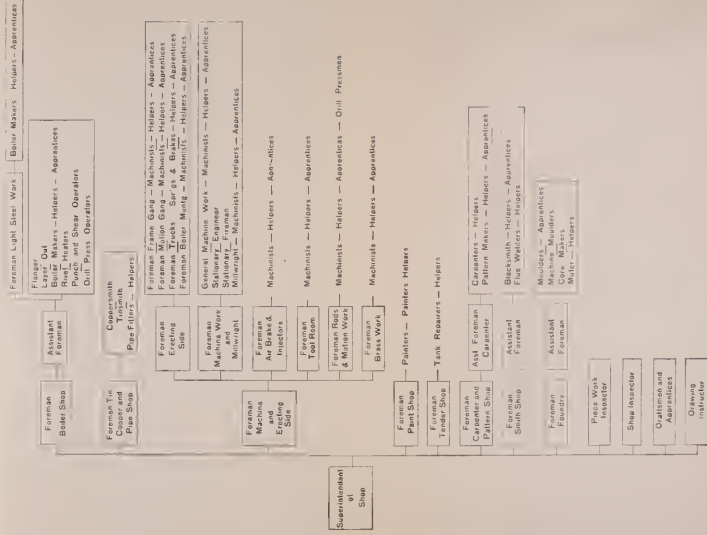 Foreman Light Steel Work
Boiler Makers – Helpers – Apprentices
Foreman
Boiler Shop
Assistant
Foreman
Flanger
Layer Out
Boiler Makers – Helpers – Apprentices
Rivet Heaters
Punch and Shear Operators
Drill Press Operators
Foreman Tin
Copper and
Pipe Shop
Coppersmith
Tinsmith
Pipe Fitters – Helpers
Superintendent
of
Shop
Foreman
Machine
and
Erecting
Side
Foreman
Erecting
Side
Foreman Frame Gang – Machinists – Helpers – Apprentices
Foreman Motion Gang – Machinists – Helpers – Apprentices
Foreman Trucks Spr'gs & Brakes – Helpers – Apprentices
Foreman Boiler Muntg – Machinists – Helpers – Apprentices
Foreman
Machine Work
and
Millwright
General Machine Work – Machinists – Helpers – Apprentices
Stationary Engineer
Stationary Fireman
Millwright – Machinists – Helpers – Apprentices
Foreman
Air Brake &
Injectors
Machinists – Helpers – Apprentices
Foreman
Tool Room
Machinists – Helpers – Apprentices
Foreman Rods
& Motion Work
Machinists – Helpers – Apprentices – Drill Pressmen
Foreman
Brass Work
Machinists – Helpers – Apprentices
Foreman
Paint Shop
Painters – Painters Helpers
Foreman
Tender Shop
Tank Repairers – Helpers
Foreman
Carpenter and
Pattern Shop
Asst Foreman
Carpenter
Carpenters – Helpers
Pattern Makers – Helpers – Apprentices
Foreman
Smith Shop
Assistant
Foreman
Blacksmith – Helpers – Apprentices
Flue Welders – Helpers
Foreman
Foundry
Assistant
Foreman
Moulders – Apprentices
Machine Moulders
Core Makers
Helpers
Piece Work
Inspector
Shop Inspector
Draftsmen and
Apprentices
Drawing
Instructor